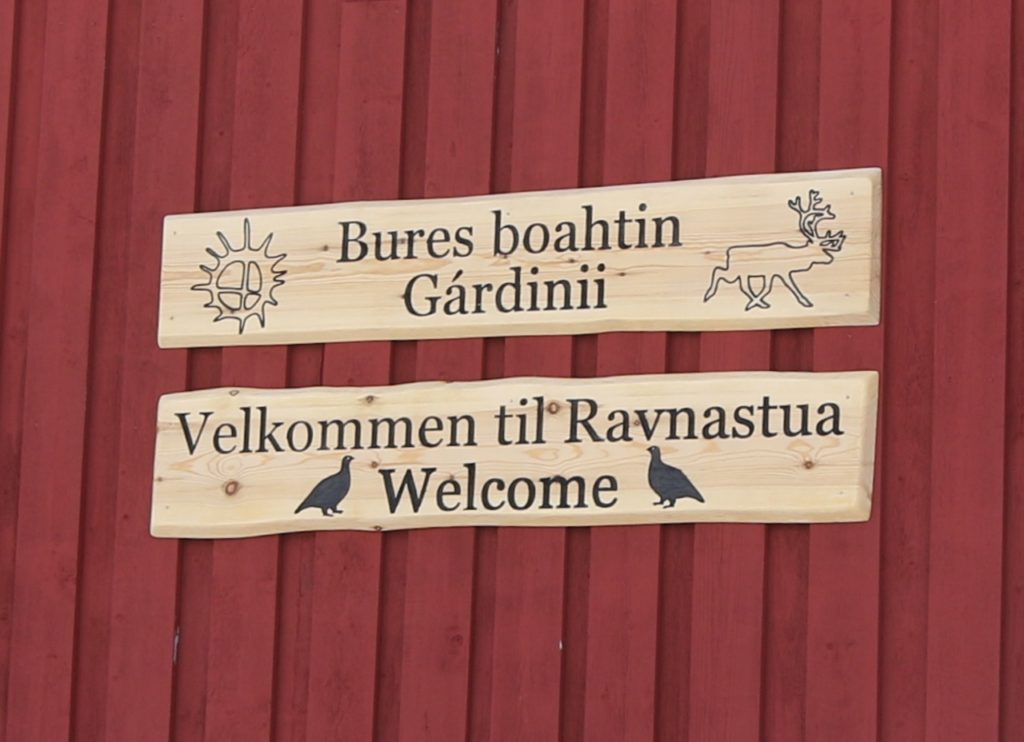 Bures boahtin
Gárdinii
Velkommen til Ravnastua
Welcome